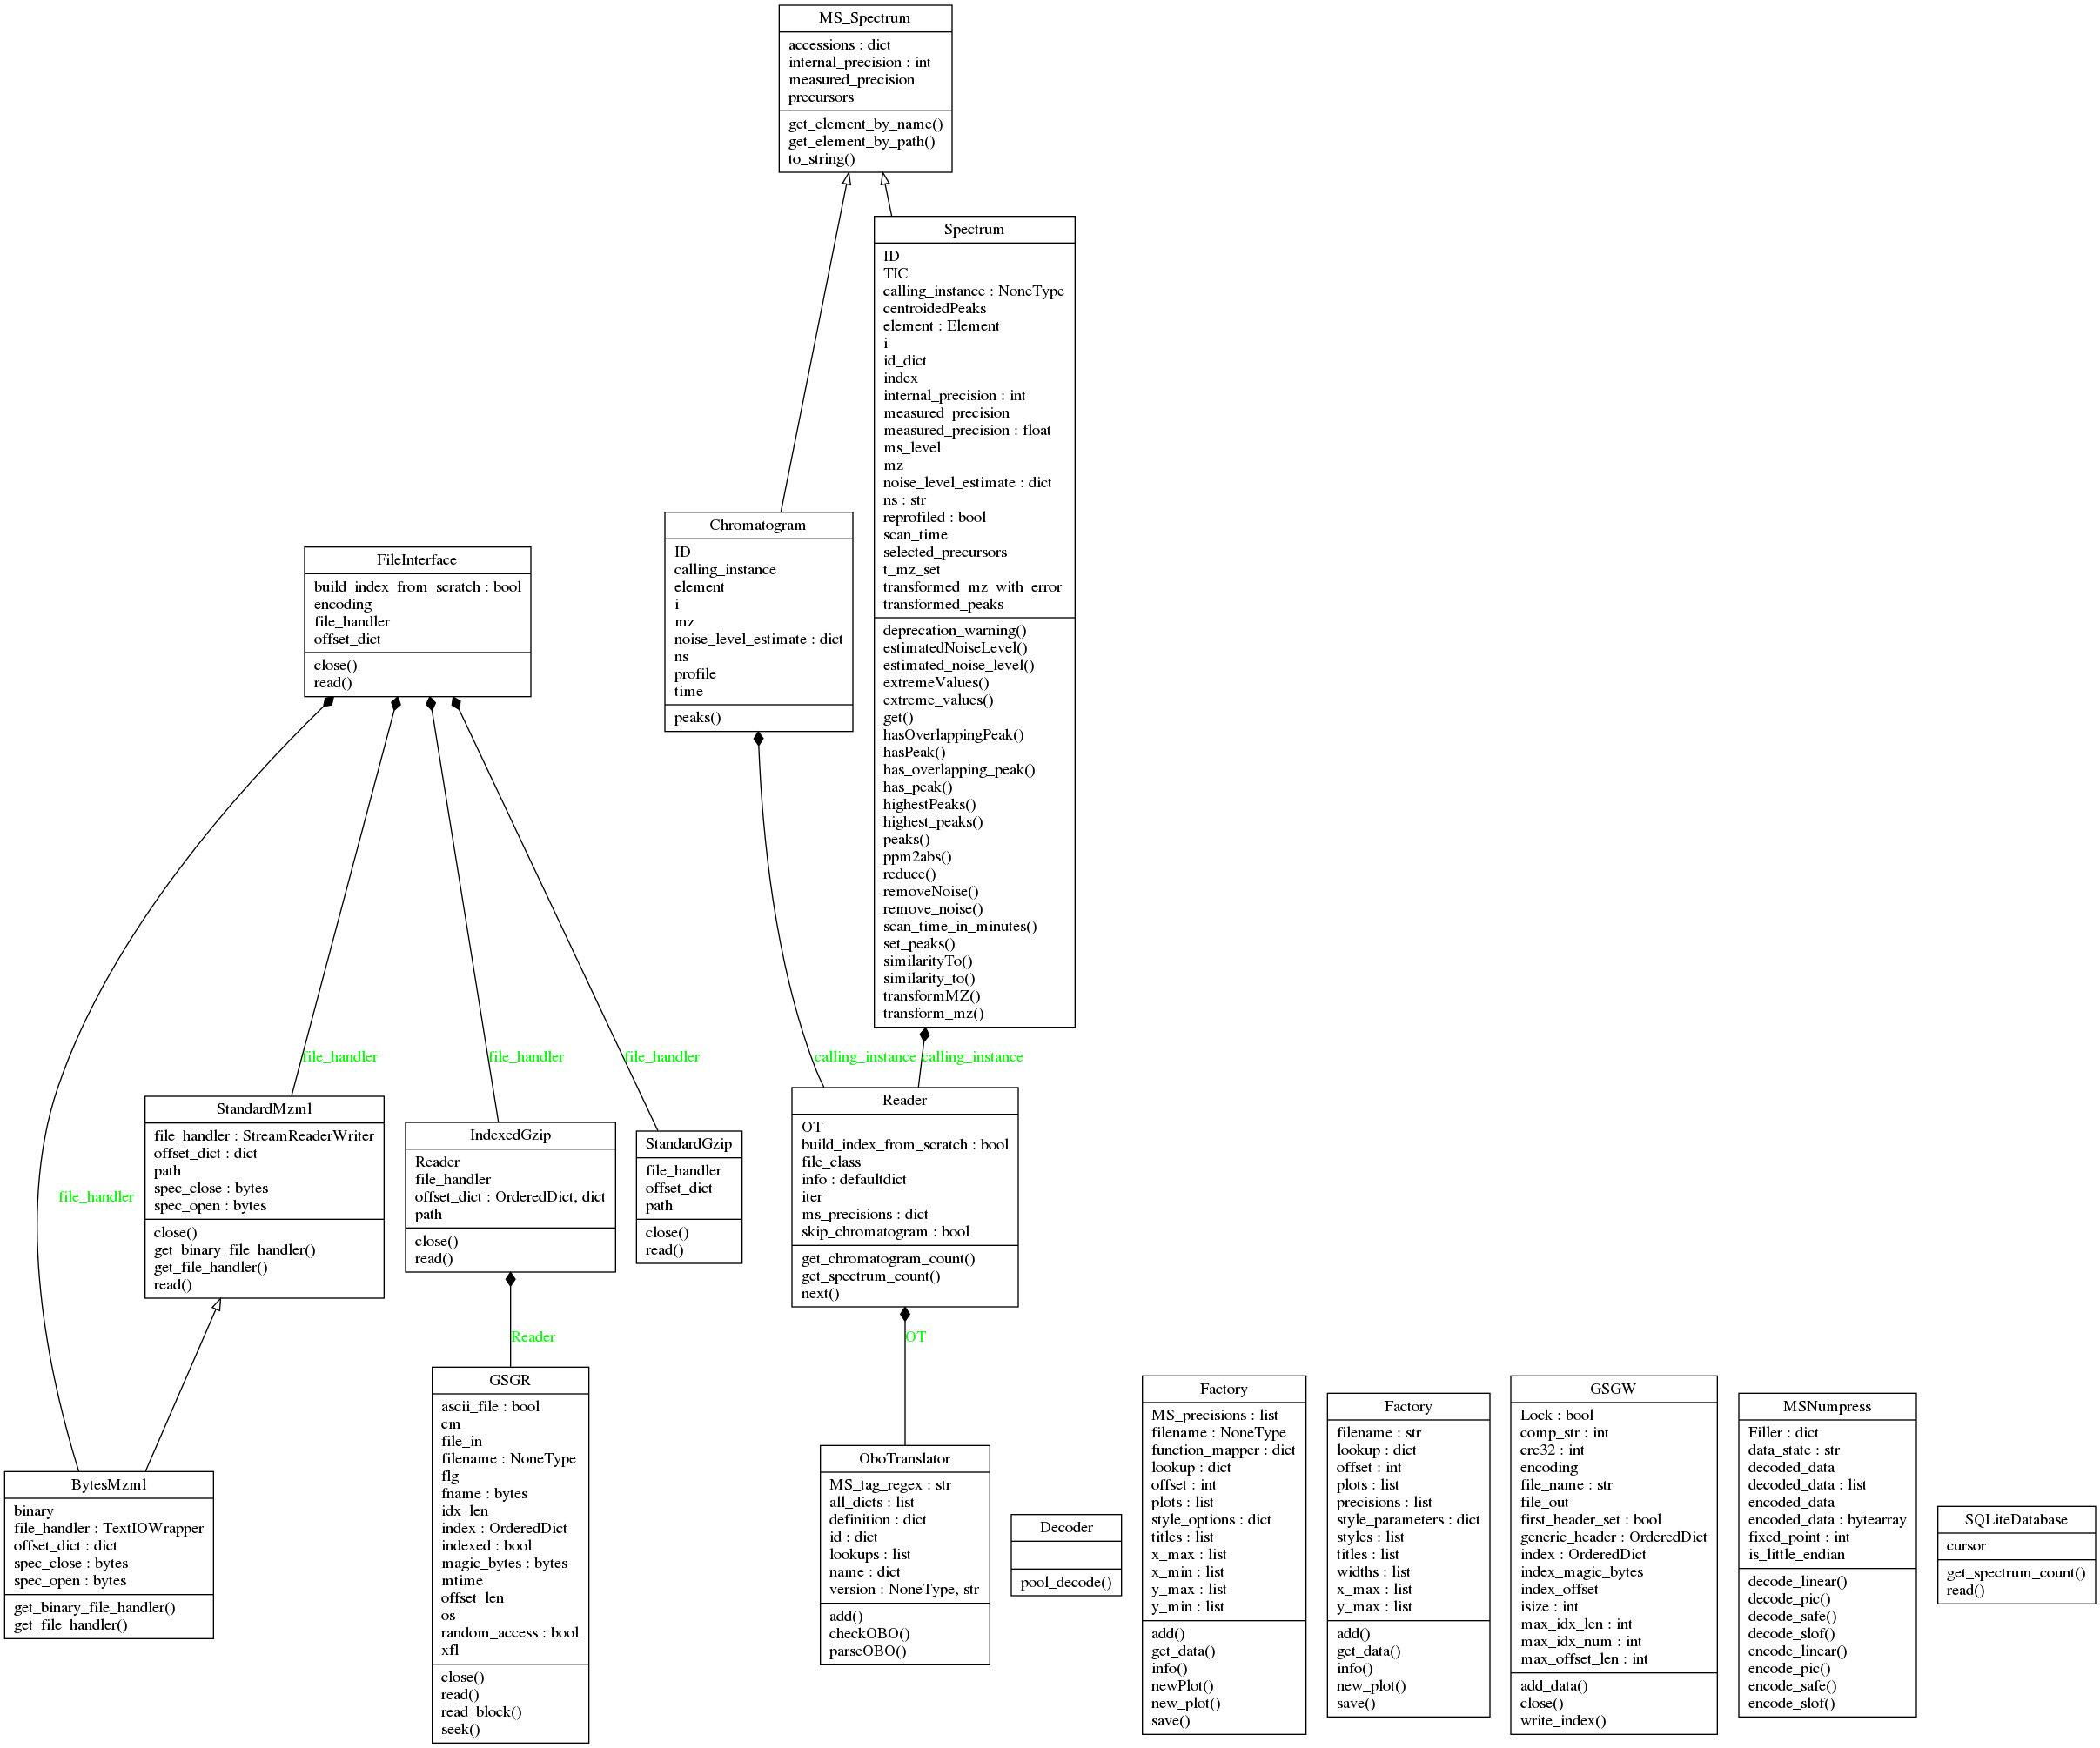 MS_Spectrum
accessions : dict
internal_precision : int
measured_precision
precursors
get_element_by_name()
get_element_by_path()
to_string()
Spectrum
ID
TIC
calling_instance : NoneType
centroidedPeaks
element : Element
i
id_dict
index
internal_precision : int
measured_precision
measured_precision : float
ms_level
mz
noise_level_estimate : dict
ns : str
reprofiled : bool
scan_time
selected_precursors
t_mz_set
transformed_mz_with_error
transformed_peaks
deprecation_warning()
estimatedNoiseLevel()
estimated_noise_level()
extremeValues()
extreme_values()
get()
hasOverlappingPeak()
hasPeak()
has_overlapping_peak()
has_peak()
highestPeaks()
highest_peaks()
peaks()
ppm2abs()
reduce()
removeNoise()
remove_noise()
scan_time_in_minutes()
set_peaks()
similarityTo()
similarity_to()
transformMZ()
transform_mz()
Chromatogram
ID
calling_instance
element
i
mz
noise_level_estimate : dict
ns
profile
time
peaks()
FileInterface
build_index_from_scratch : bool
encoding
file_handler
offset_dict
close()
read()
file_handler
file_handler
file_handler
calling_instance
calling_instance
file_handler
StandardMzml
file_handler : StreamReaderWriter
offset_dict : dict
path
spec_close : bytes
spec_open : bytes
close()
get_binary_file_handler()
get_file_handler()
read()
IndexedGzip
Reader
file_handler
offset_dict : OrderedDict, dict
path
close()
read()
StandardGzip
file_handler
offset_dict
path
close()
read()
Reader
OT
build_index_from_scratch : bool
file_class
info : defaultdict
iter
ms_precisions : dict
skip_chromatogram : bool
get_chromatogram_count()
get_spectrum_count()
next()
Reader
OT
BytesMzml
binary
file_handler : TextIOWrapper
offset_dict : dict
spec_close : bytes
spec_open : bytes
get_binary_file_handler()
get_file_handler()
GSGR
ascii_file : bool
cm
file_in
filename : NoneType
flg
fname : bytes
idx_len
index : OrderedDict
indexed : bool
magic_bytes : bytes
mtime
offset_len
os
random_access : bool
xfl
close()
read()
read_block()
seek()
OboTranslator
MS_tag_regex : str
all_dicts : list
definition : dict
id : dict
lookups : list
name : dict
version : NoneType, str
add()
checkOBO()
parseOBO()
Decoder
pool_decode()
Factory
MS_precisions : list
filename : NoneType
function_mapper : dict
lookup : dict
offset : int
plots : list
style_options : dict
titles : list
x_max : list
x_min : list
y_max : list
y_min : list
add()
get_data()
info()
newPlot()
new_plot()
save()
Factory
filename : str
lookup : dict
offset : int
plots : list
precisions : list
style_parameters : dict
styles : list
titles : list
widths : list
x_max : list
y_max : list
add()
get_data()
info()
new_plot()
save()
GSGW
Lock : bool
comp_str : int
crc32 : int
encoding
file_name : str
file_out
first_header_set : bool
generic_header : OrderedDict
index : OrderedDict
index_magic_bytes
index_offset
isize : int
max_idx_len : int
max_idx_num : int
max_offset_len : int
add_data()
close()
write_index()
MSNumpress
Filler : dict
data_state : str
decoded_data
decoded_data : list
encoded_data
encoded_data : bytearray
fixed_point : int
is_little_endian
decode_linear()
decode_pic()
decode_safe()
decode_slof()
encode_linear()
encode_pic()
encode_safe()
encode_slof()
SQLiteDatabase
cursor
get_spectrum_count()
read()